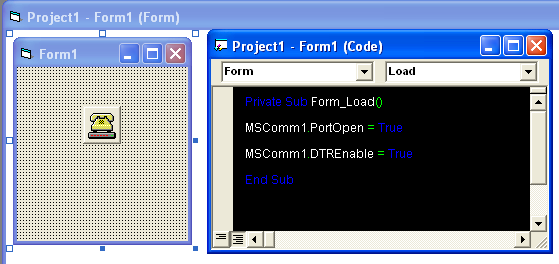 Project1 - Form1 (Form)
Form1
Project1 - Form1 (Code)
Form
Load
Private Sub Form_Load()
MSComm1.PortOpen = True
MSComm1.DTREnable = True
End Sub